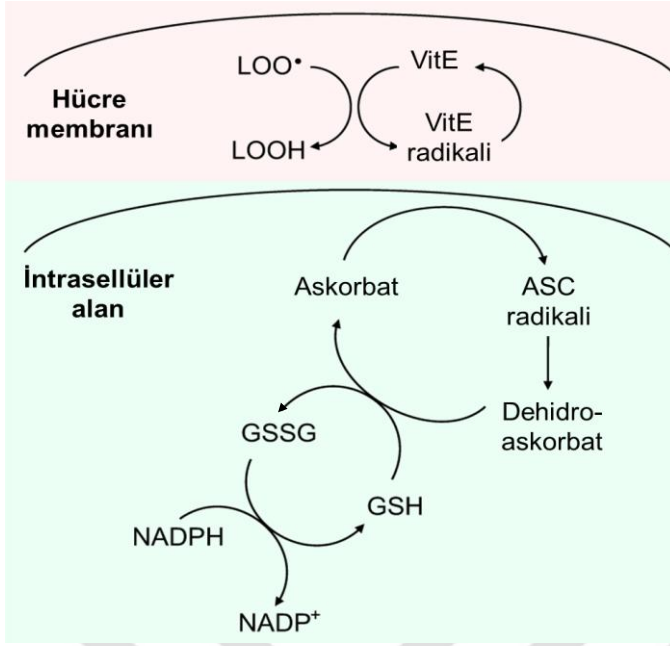 LOO•
VitE
Hücre
membranı
LOOH
VitE
radikali
İntrasellüler
alan
Askorbat
ASC
radikali
Dehidro-
askorbat
GSSG
GSH
NADPH
NADP⁺